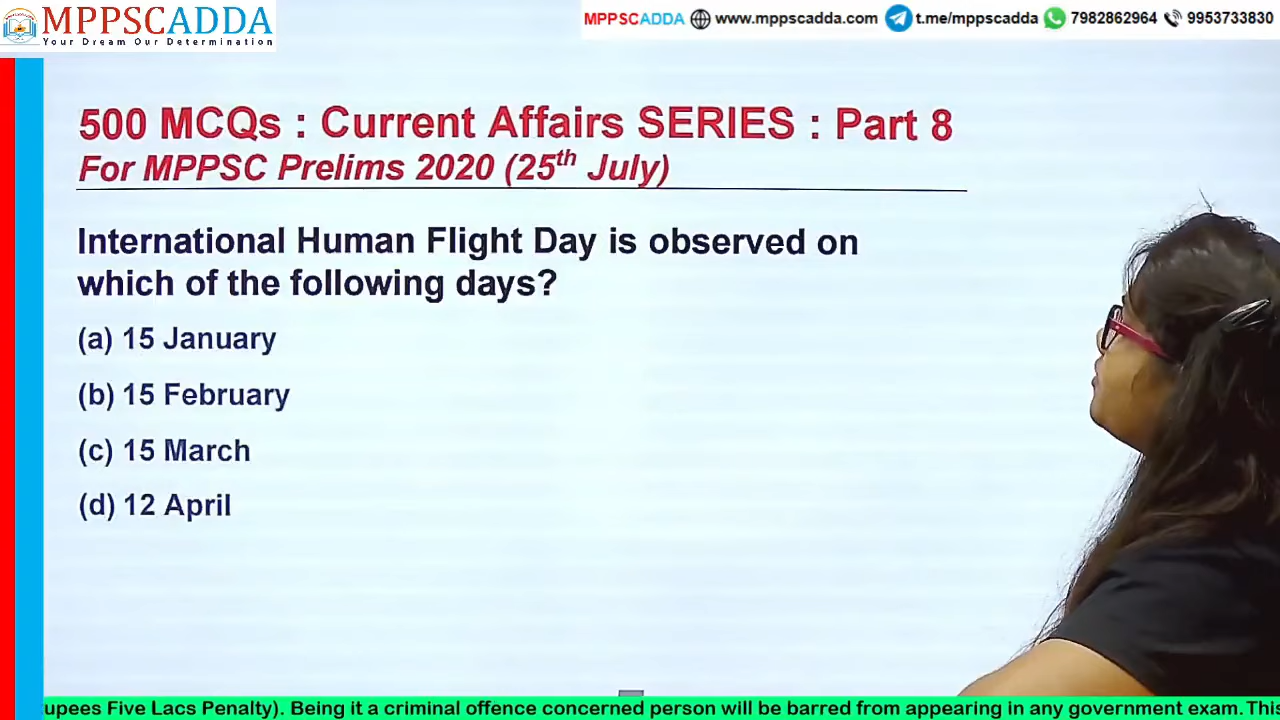 MPPSCADDA
Your Dream Our Determination
MPPSCADDA www.mppscadda.com t.me/mppscadda 7982862964 9953733830
500 MCQs : Current Affairs SERIES : Part 8
For MPPSC Prelims 2020 (25th July)
International Human Flight Day is observed on
which of the following days?
(a) 15 January
(b) 15 February
(c) 15 March
(d) 12 April
upees Five Lacs Penalty). Being it a criminal offence concerned person will be barred from appearing in any government exam. This